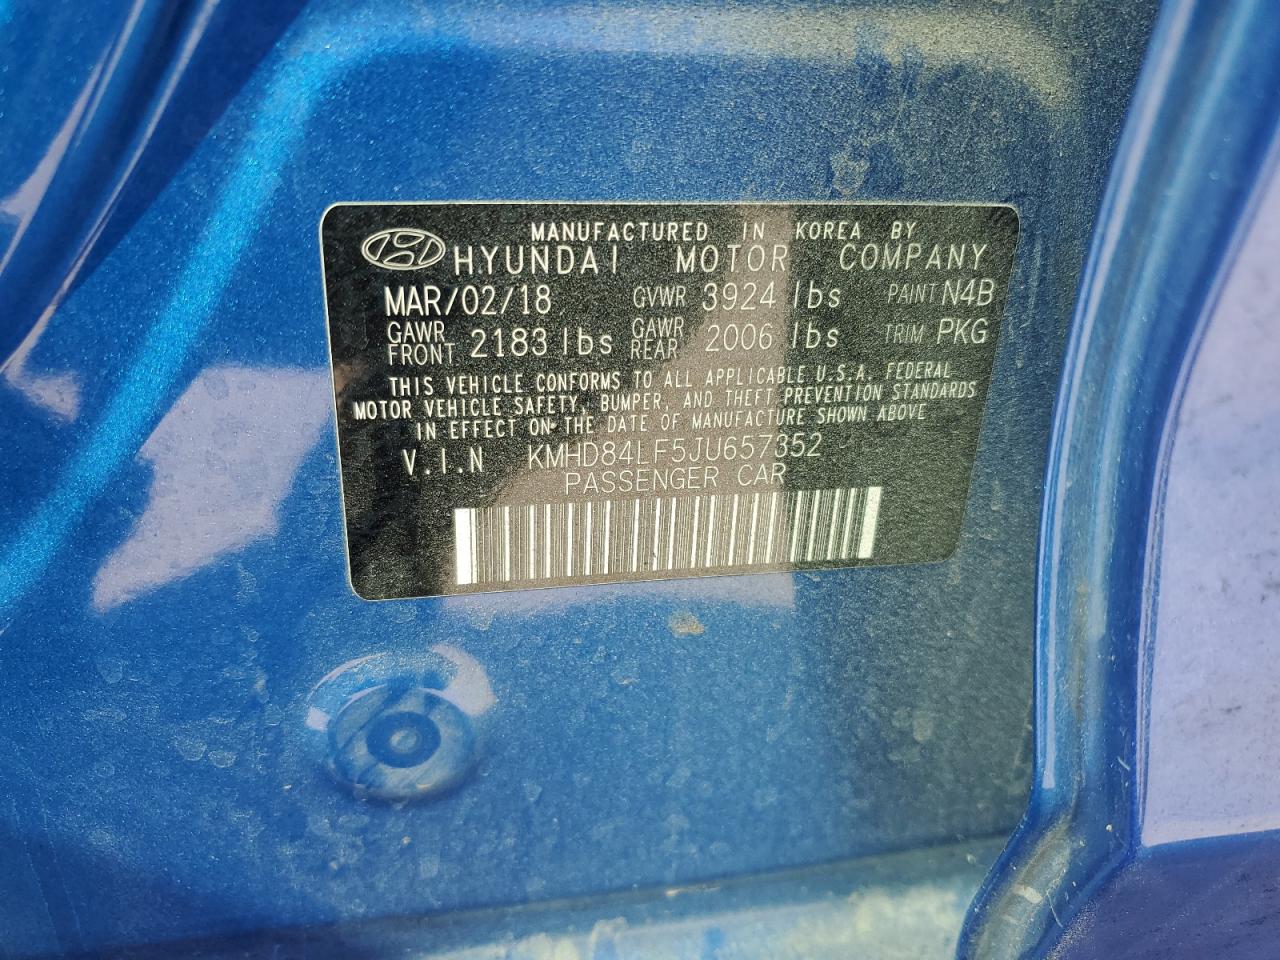 MANUFACTURED IN KOREA BY
HYUNDAI MOTOR COMPANY
MAR/02/18 GVWR 3924 lbs PAINT N4B
GAWR FRONT 2183 lbs GAWR REAR 2006 lbs TRIM PKG
THIS VEHICLE CONFORMS TO ALL APPLICABLE U.S.A. FEDERAL
MOTOR VEHICLE SAFETY, BUMPER, AND THEFT PREVENTION STANDARDS
IN EFFECT ON THE DATE OF MANUFACTURE SHOWN ABOVE
V.I.N KMHD84LF5JU657352
PASSENGER CAR